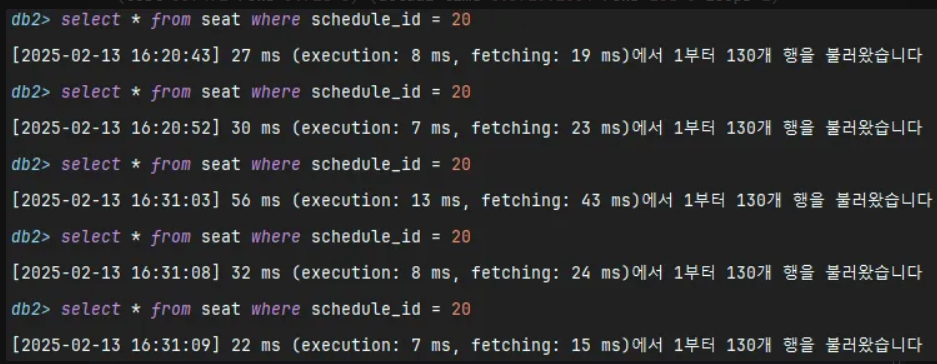 db2> select * from seat where schedule_id = 20
[2025-02-13 16:20:43] 27 ms (execution: 8 ms, fetching: 19 ms)에서 1부터 130개 행을 불러왔습니다
db2> select * from seat where schedule_id = 20
[2025-02-13 16:20:52] 30 ms (execution: 7 ms, fetching: 23 ms)에서 1부터 130개 행을 불러왔습니다
db2> select * from seat where schedule_id = 20
[2025-02-13 16:31:03] 56 ms (execution: 13 ms, fetching: 43 ms)에서 1부터 130개 행을 불러왔습니다
db2> select * from seat where schedule_id = 20
[2025-02-13 16:31:08] 32 ms (execution: 8 ms, fetching: 24 ms)에서 1부터 130개 행을 불러왔습니다
db2> select * from seat where schedule_id = 20
[2025-02-13 16:31:09] 22 ms (execution: 7 ms, fetching: 15 ms)에서 1부터 130개 행을 불러왔습니다